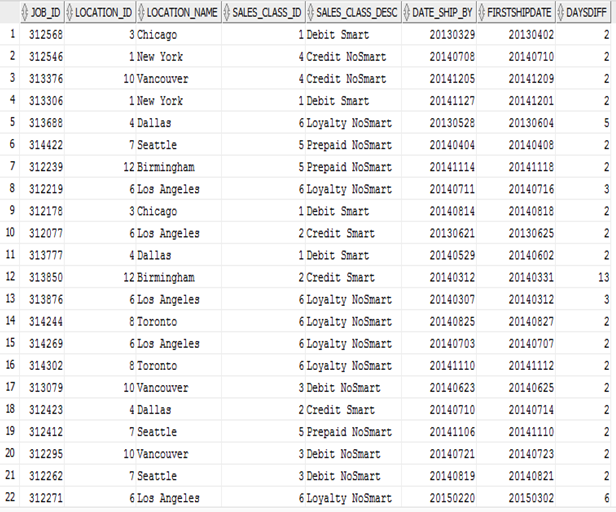 JOB_ID LOCATION_ID LOCATION_NAME SALES_CLASS_ID SALES_CLASS_DESC DATE_SHIP_BY FIRSTSHIPDATE DAYSDIFF
1 312568 3 Chicago 1 Debit Smart 20130329 20130402 2
2 312546 1 New York 4 Credit NoSmart 20140708 20140710 2
3 313376 10 Vancouver 4 Credit NoSmart 20141205 20141209 2
4 313306 1 New York 1 Debit Smart 20141127 20141201 2
5 313688 4 Dallas 6 Loyalty NoSmart 20130528 20130604 5
6 314422 7 Seattle 5 Prepaid NoSmart 20140404 20140408 2
7 312239 12 Birmingham 5 Prepaid NoSmart 20141114 20141118 2
8 312219 6 Los Angeles 6 Loyalty NoSmart 20140711 20140716 3
9 312178 3 Chicago 1 Debit Smart 20140814 20140818 2
10 312077 6 Los Angeles 2 Credit Smart 20130621 20130625 2
11 313777 4 Dallas 1 Debit Smart 20140529 20140602 2
12 313850 12 Birmingham 2 Credit Smart 20140312 20140331 13
13 313876 6 Los Angeles 6 Loyalty NoSmart 20140307 20140312 3
14 314244 8 Toronto 6 Loyalty NoSmart 20140825 20140827 2
15 314269 6 Los Angeles 6 Loyalty NoSmart 20140703 20140707 2
16 314302 8 Toronto 6 Loyalty NoSmart 20141110 20141112 2
17 313079 10 Vancouver 3 Debit NoSmart 20140623 20140625 2
18 312423 4 Dallas 2 Credit Smart 20140710 20140714 2
19 312412 7 Seattle 5 Prepaid NoSmart 20141106 20141110 2
20 312295 10 Vancouver 3 Debit NoSmart 20140721 20140723 2
21 312262 7 Seattle 3 Debit NoSmart 20140819 20140821 2
22 312271 6 Los Angeles 6 Loyalty NoSmart 20150220 20150302 6